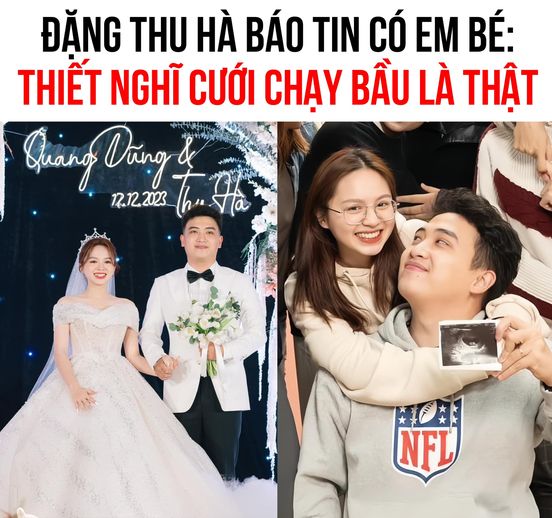 ĐẶNG THU HÀ BÁO TIN CÓ EM BÉ:
THIẾT NGHĨ CƯỚI CHẠY BẦU LÀ THẬT
Quang Dũng &
12.12.2023 Thu Hà
NFL